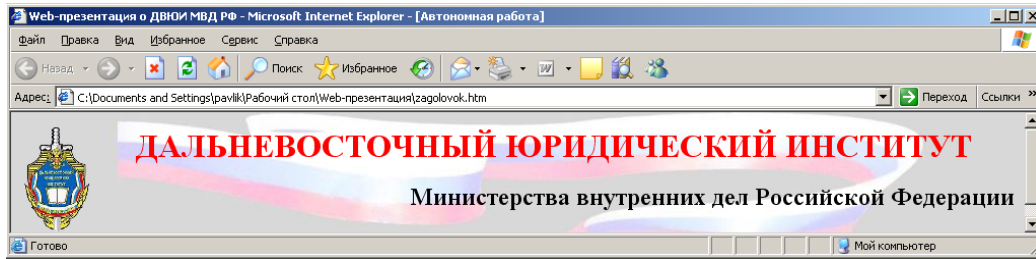 Web-презентация о ДВЮИ МВД РФ - Microsoft Internet Explorer - [Автономная работа]
Файл Правка Вид Избранное Сервис Справка
Назад Поиск Избранное
Адрес: C:\Documents and Settings\pavlik\Рабочий стол\Web-презентация\zagolovok.htm Переход Ссылки »
ДАЛЬНЕВОСТОЧНЫЙ ЮРИДИЧЕСКИЙ ИНСТИТУТ
Министерства внутренних дел Российской Федерации
Готово Мой компьютер